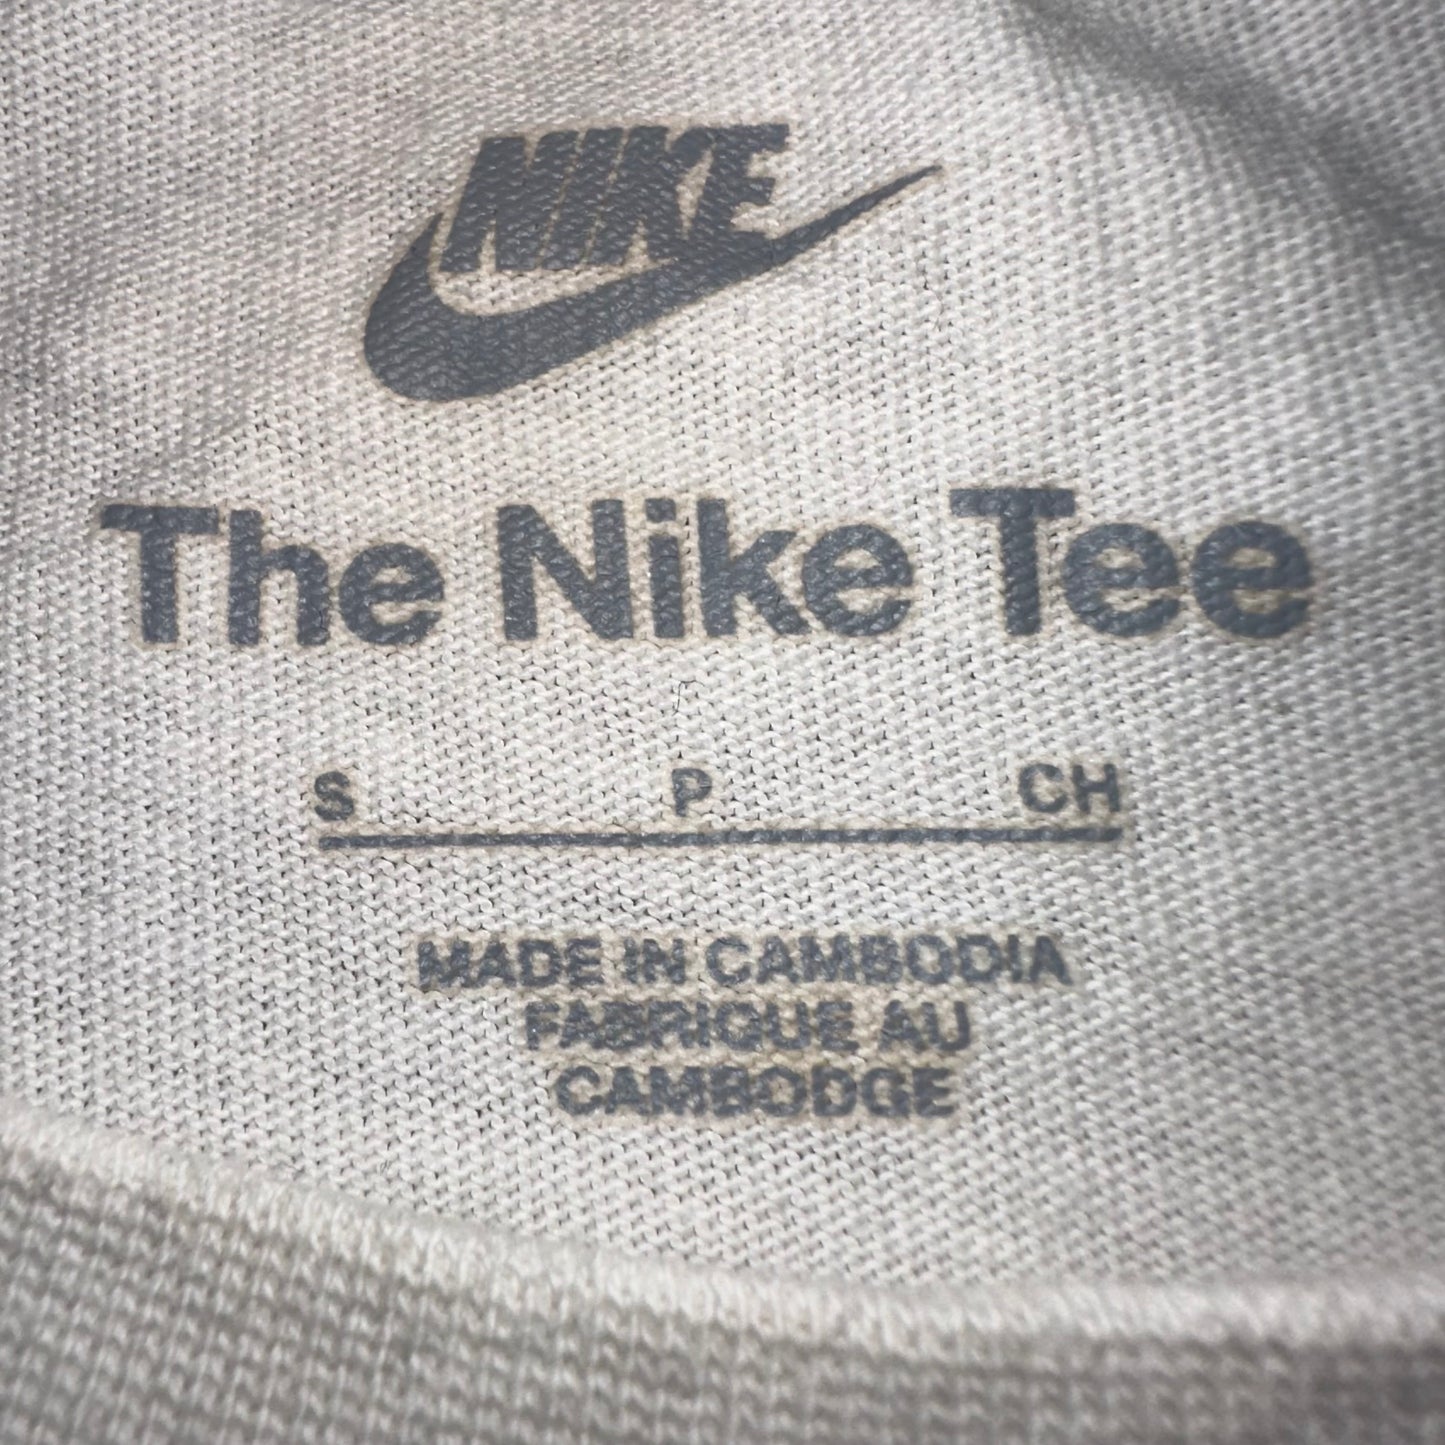 NIKE
The Nike Tee
S P CH
MADE IN CAMBODIA
FABRIQUE AU
CAMBODGE